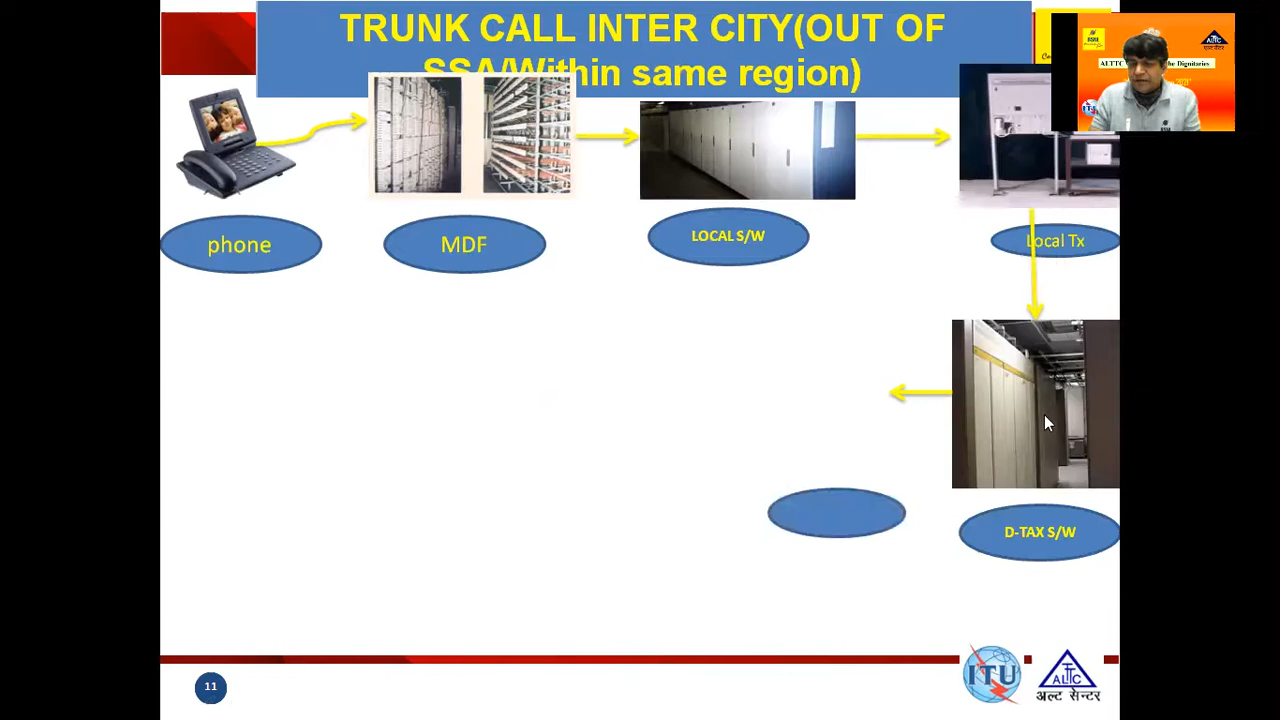 TRUNK CALL INTER CITY(OUT OF
SSA/Within same region)
phone
MDF
LOCAL S/W
Local Tx
D-TAX S/W
11
ITU
ALTTC
अल्ट सेन्टर